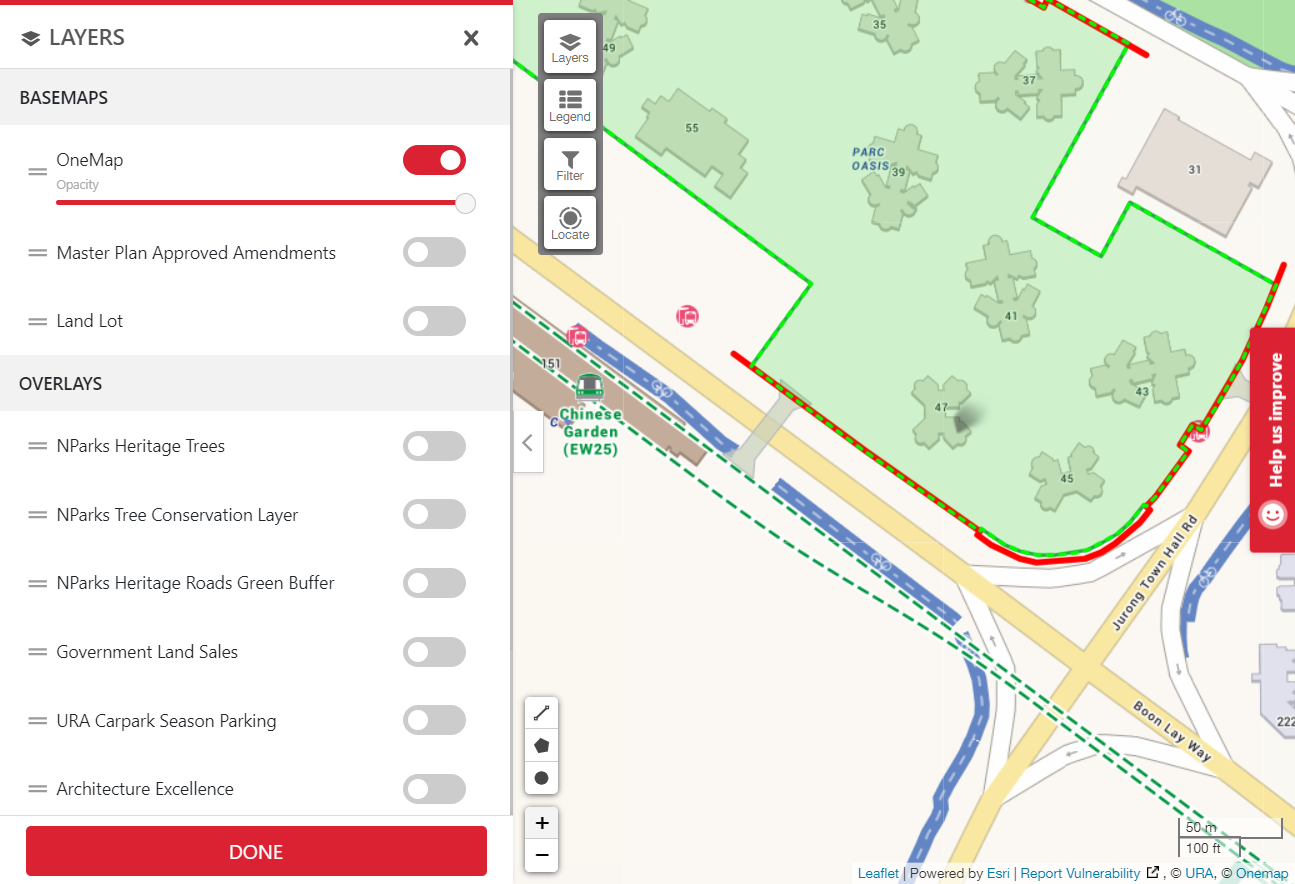 LAYERS
BASEMAPS
OneMap
Opacity
Master Plan Approved Amendments
Land Lot
OVERLAYS
NParks Heritage Trees
NParks Tree Conservation Layer
NParks Heritage Roads Green Buffer
Government Land Sales
URA Carpark Season Parking
Architecture Excellence
DONE
Layers
Legend
Filter
Locate
49
35
37
55
PARC
OASIS
39
31
41
43
47
45
151
C
Chinese
Garden
(EW25)
Help us improve
Jurong Town Hall Rd
Boon Lay Way
222
+
−
50 m
100 ft
Leaflet | Powered by Esri | Report Vulnerability , © URA, © Onemap